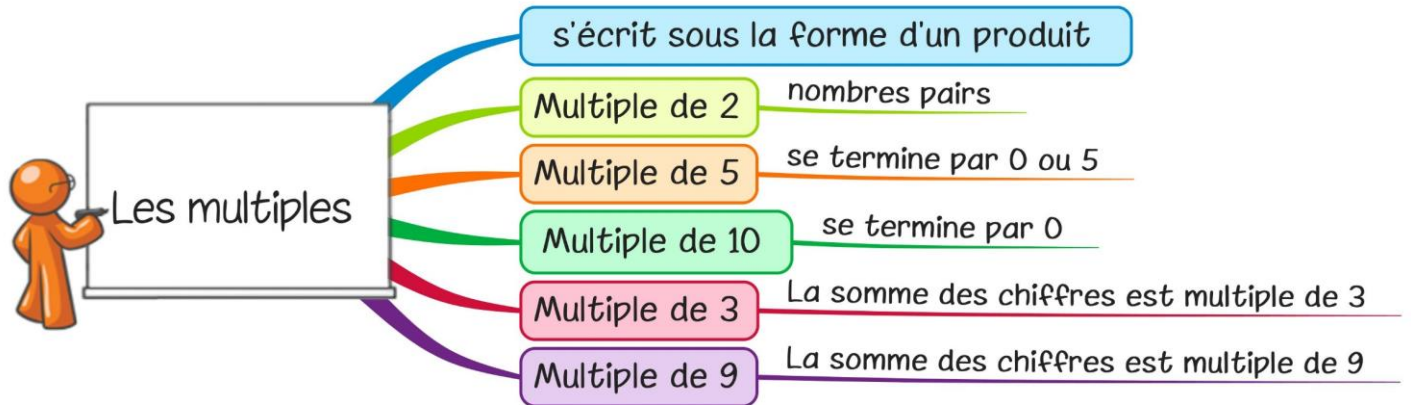 Les multiples
s'écrit sous la forme d'un produit
Multiple de 2 nombres pairs
Multiple de 5 se termine par 0 ou 5
Multiple de 10 se termine par 0
Multiple de 3 La somme des chiffres est multiple de 3
Multiple de 9 La somme des chiffres est multiple de 9